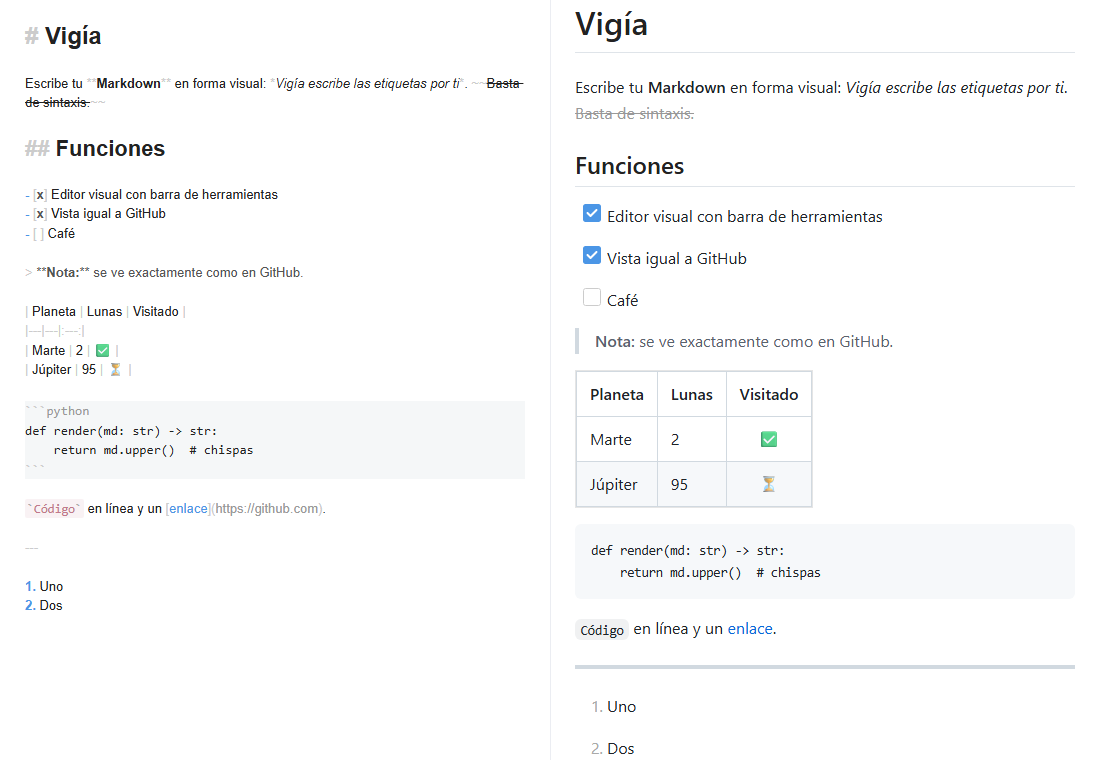 # Vigía
Escribe tu **Markdown** en forma visual: *Vigía escribe las etiquetas por ti*. ~~Basta
de sintaxis.~~
## Funciones
- [x] Editor visual con barra de herramientas
- [x] Vista igual a GitHub
- [ ] Café
> **Nota:** se ve exactamente como en GitHub.
| Planeta | Lunas | Visitado |
|---|---|:---:|
| Marte | 2 | ✅ |
| Júpiter | 95 | ⏳ |
```python
def render(md: str) -> str:
    return md.upper()  # chispas
```
`Código` en línea y un [enlace](https://github.com).
---
1. Uno
2. Dos
Vigía
Escribe tu Markdown en forma visual: Vigía escribe las etiquetas por ti.
Basta de sintaxis.
Funciones
Editor visual con barra de herramientas
Vista igual a GitHub
Café
Nota: se ve exactamente como en GitHub.
Planeta Lunas Visitado
Marte 2 ✅
Júpiter 95 ⏳
def render(md: str) -> str:
    return md.upper()  # chispas
Código en línea y un enlace.
1. Uno
2. Dos